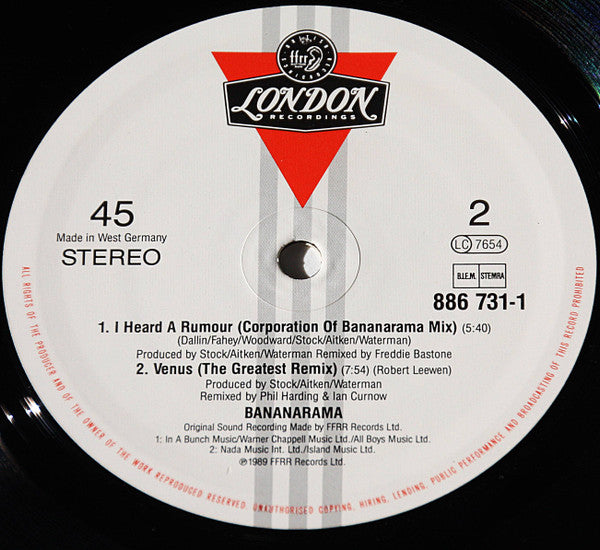 ffrr
LONDON
RECORDINGS
45
Made in West Germany
STEREO
2
LC 7654
B.I.E.M. STEMRA
886 731-1
1. I Heard A Rumour (Corporation Of Bananarama Mix) (5:40)
(Dallin/Fahey/Woodward/Stock/Aitken/Waterman)
Produced by Stock/Aitken/Waterman Remixed by Freddie Bastone
2. Venus (The Greatest Remix) (7:54) (Robert Leewen)
Produced by Stock/Aitken/Waterman
Remixed by Phil Harding & Ian Curnow
BANANARAMA
Original Sound Recording Made by FFRR Records Ltd.
1: In A Bunch Music/Warner Chappell Music Ltd./All Boys Music Ltd.
2: Nada Music Int. Ltd./Island Music Ltd.
℗1989 FFRR Records Ltd.
ALL RIGHTS OF THE PRODUCER AND OF THE OWNER OF THE WORK REPRODUCED RESERVED. UNAUTHORISED COPYING, HIRING, LENDING, PUBLIC PERFORMANCE AND BROADCASTING OF THIS RECORD PROHIBITED